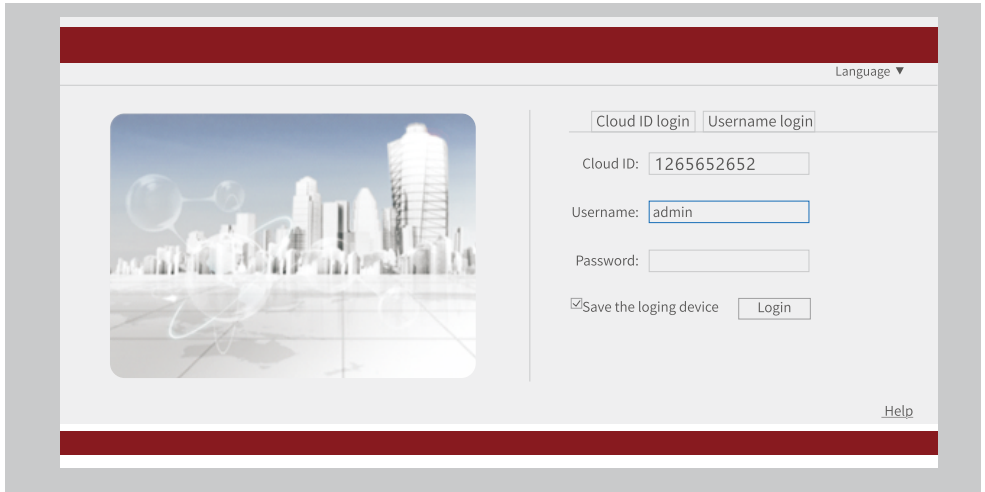 Language ▼
Cloud ID login Username login
Cloud ID: 1265652652
Username: admin
Password:
Save the loging device Login
Help